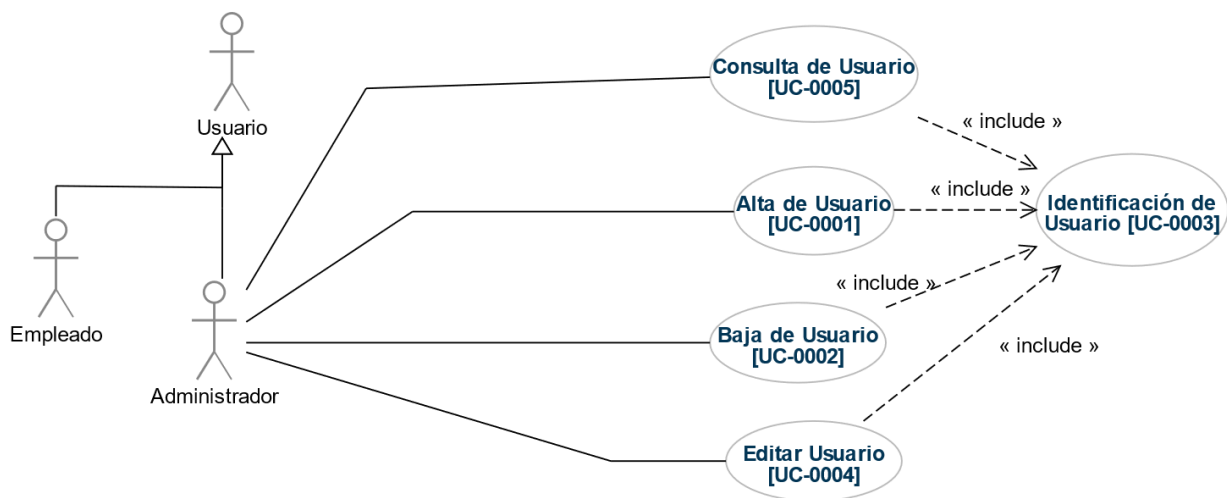 Usuario
Empleado
Administrador
Consulta de Usuario
[UC-0005]
« include »
Alta de Usuario
[UC-0001]
« include »
Identificación de
Usuario [UC-0003]
Baja de Usuario
[UC-0002]
« include »
« include »
Editar Usuario
[UC-0004]